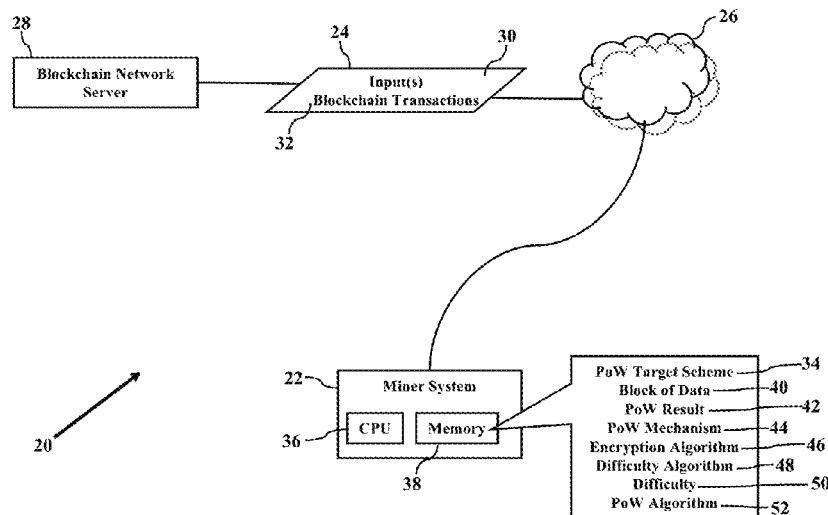 28
24
30
26
Blockchain Network
Server
Input(s)
Blockchain Transactions
32
22
Miner System
36
CPU
Memory
38
20
PoW Target Scheme
34
Block of Data
40
PoW Result
42
PoW Mechanism
44
Encryption Algorithm
46
Difficulty Algorithm
48
Difficulty
50
PoW Algorithm
52